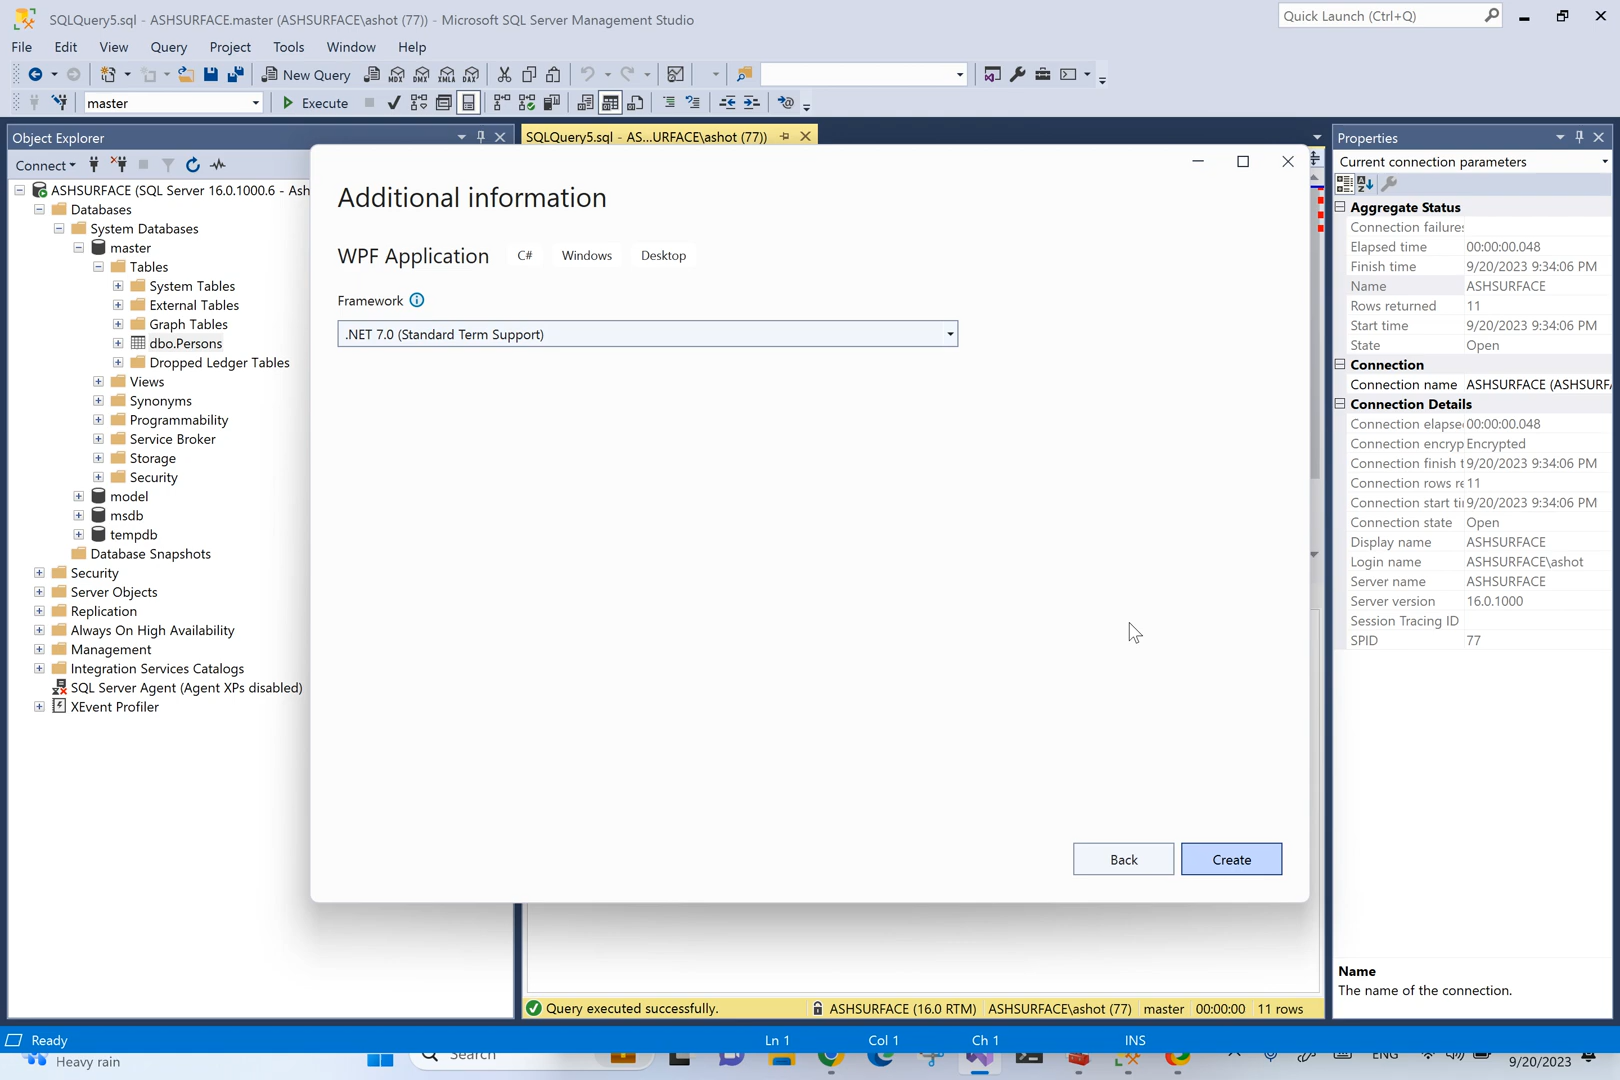 SQLQuery5.sql - ASHSURFACE.master (ASHSURFACE\ashot (77)) - Microsoft SQL Server Management Studio
Quick Launch (Ctrl+Q)
File Edit View Query Project Tools Window Help
New Query
MDX DMX XMLA DAX
master
Execute
Object Explorer
Connect
ASHSURFACE (SQL Server 16.0.1000.6 - Ash
Databases
System Databases
master
Tables
System Tables
External Tables
Graph Tables
dbo.Persons
Dropped Ledger Tables
Views
Synonyms
Programmability
Service Broker
Storage
Security
model
msdb
tempdb
Database Snapshots
Security
Server Objects
Replication
Always On High Availability
Management
Integration Services Catalogs
SQL Server Agent (Agent XPs disabled)
XEvent Profiler
SQLQuery5.sql - AS...URFACE\ashot (77))
Additional information
WPF Application C# Windows Desktop
Framework
.NET 7.0 (Standard Term Support)
Back Create
Query executed successfully. ASHSURFACE (16.0 RTM) ASHSURFACE\ashot (77) master 00:00:00 11 rows
Properties
Current connection parameters
Aggregate Status
Connection failures
Elapsed time 00:00:00.048
Finish time 9/20/2023 9:34:06 PM
Name ASHSURFACE
Rows returned 11
Start time 9/20/2023 9:34:06 PM
State Open
Connection
Connection name ASHSURFACE (ASHSURFA
Connection Details
Connection elapse 00:00:00.048
Connection encryp Encrypted
Connection finish t 9/20/2023 9:34:06 PM
Connection rows re 11
Connection start ti 9/20/2023 9:34:06 PM
Connection state Open
Display name ASHSURFACE
Login name ASHSURFACE\ashot
Server name ASHSURFACE
Server version 16.0.1000
Session Tracing ID
SPID 77
Name
The name of the connection.
Ready Ln 1 Col 1 Ch 1 INS
Heavy rain
Search
ENG
9/20/2023